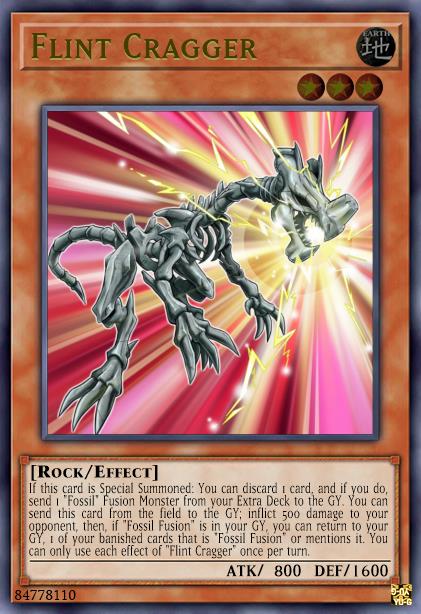 FLINT CRAGGER
EARTH
地
[ROCK/EFFECT]
If this card is Special Summoned: You can discard 1 card, and if you do,
send 1 "Fossil" Fusion Monster from your Extra Deck to the GY. You can
send this card from the field to the GY; inflict 500 damage to your
opponent, then, if "Fossil Fusion" is in your GY, you can return to your
GY, 1 of your banished cards that is "Fossil Fusion" or mentions it. You can
only use each effect of "Flint Cragger" once per turn.
ATK/ 800 DEF/1600
84778110